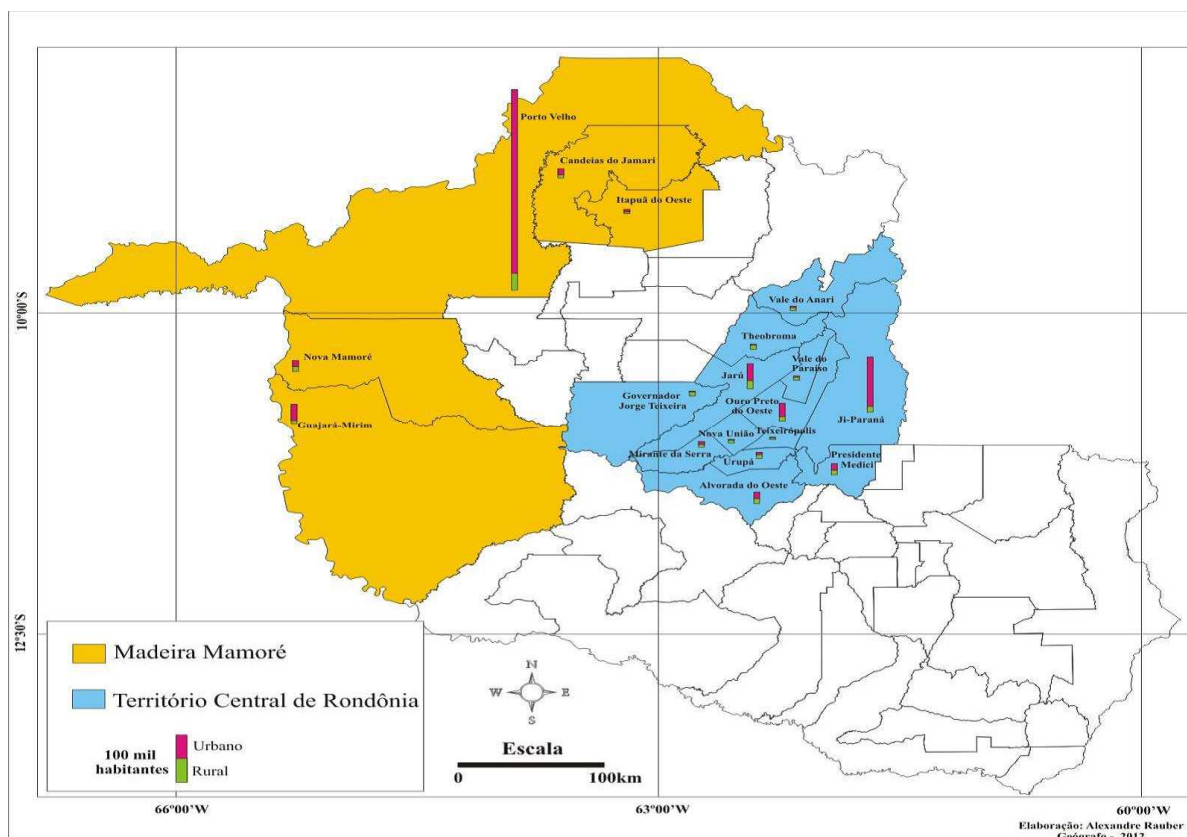 Porto Velho
Candeias do Jamari
Itapuã do Oeste
10°00'S
Vale do Anari
Theobroma
Nova Mamoré
Jarú
Vale do
Paraíso
Governador
Jorge Teixeira
Ouro Preto
do Oeste
Ji-Paraná
Guajará-Mirim
Nova União
Teixeirópolis
Mirante da Serra
Urupá
Presidente
Medici
Alvorada do Oeste
12°30'S
Madeira Mamoré
Território Central de Rondônia
100 mil
habitantes
Urbano
Rural
N
W
E
S
Escala
0
100km
66°00'W
63°00'W
60°00'W
Elaboração: Alexandre Rauber
Geógrafo - 2012